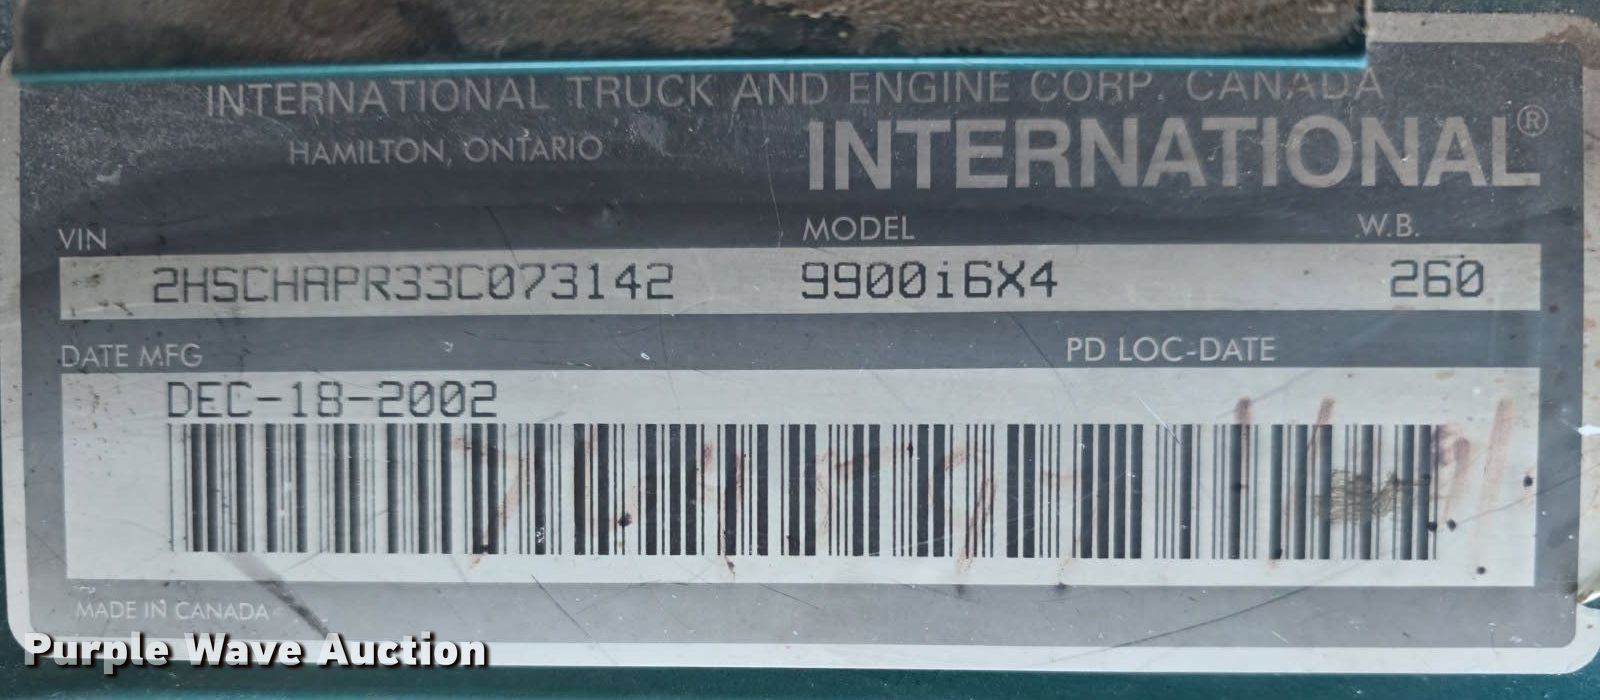 INTERNATIONAL TRUCK AND ENGINE CORP. CANADA
HAMILTON, ONTARIO
INTERNATIONAL®
VIN MODEL W.B.
2HSCHAPR33C073142 9900i6X4 260
DATE MFG PD LOC-DATE
DEC-18-2002
MADE IN CANADA
Purple Wave Auction